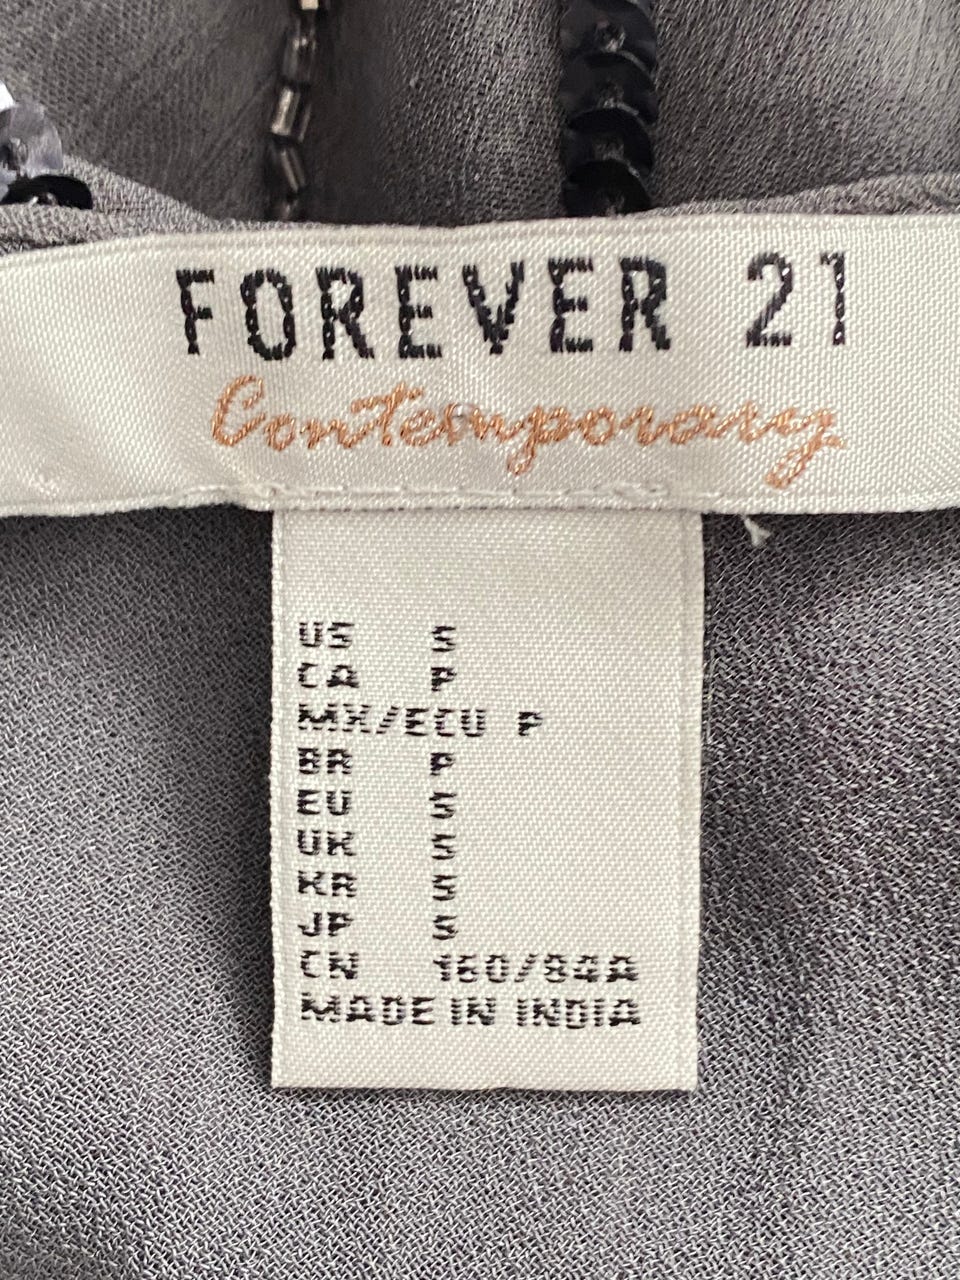 FOREVER 21
Contemporary
US S
CA P
MX/ECU P
BR P
EU S
UK S
KR S
JP S
CN 160/84A
MADE IN INDIA